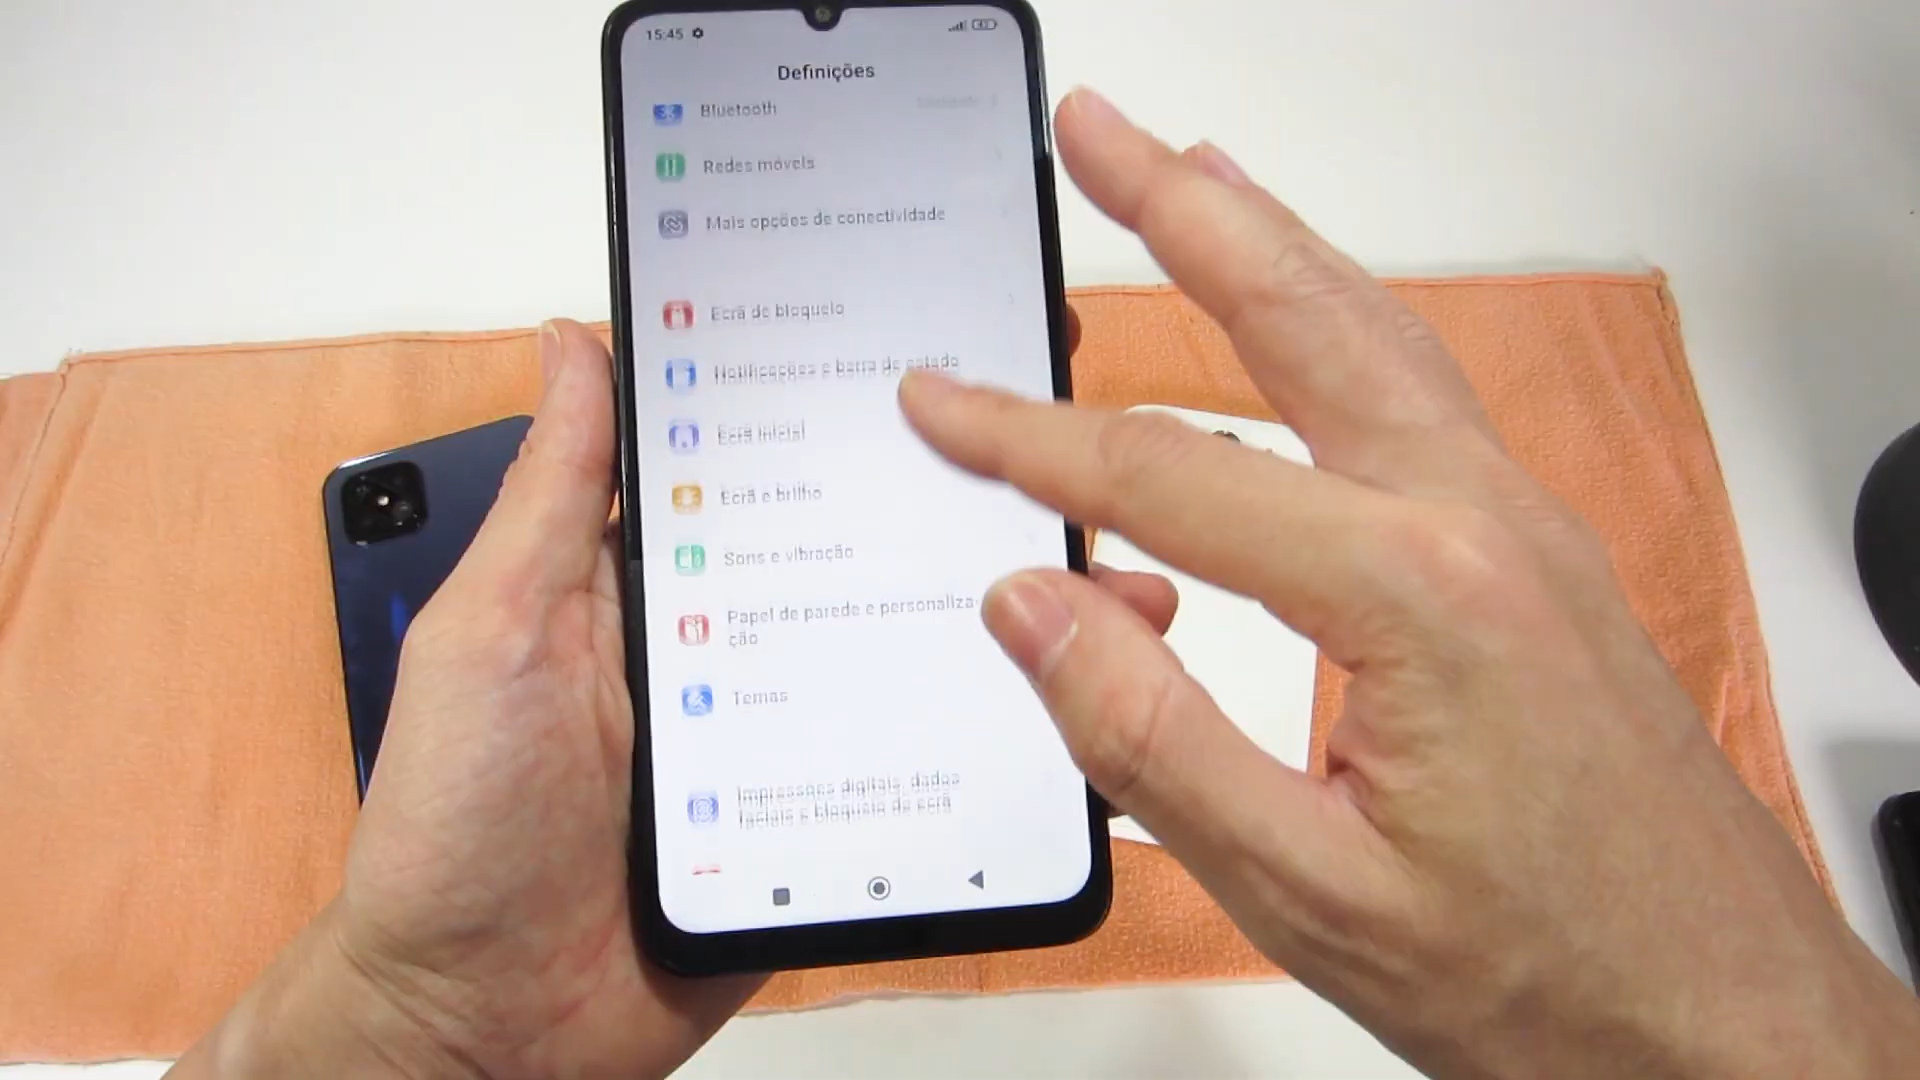 15:45
Definições
Bluetooth
Redes móveis
Mais opções de conectividade
Ecrã de bloqueio
Notificações e barra de estado
Ecrã inicial
Ecrã e brilho
Sons e vibração
Papel de parede e personaliza-
ção
Temas
Impressões digitais, dados
faciais e bloqueio de ecrã